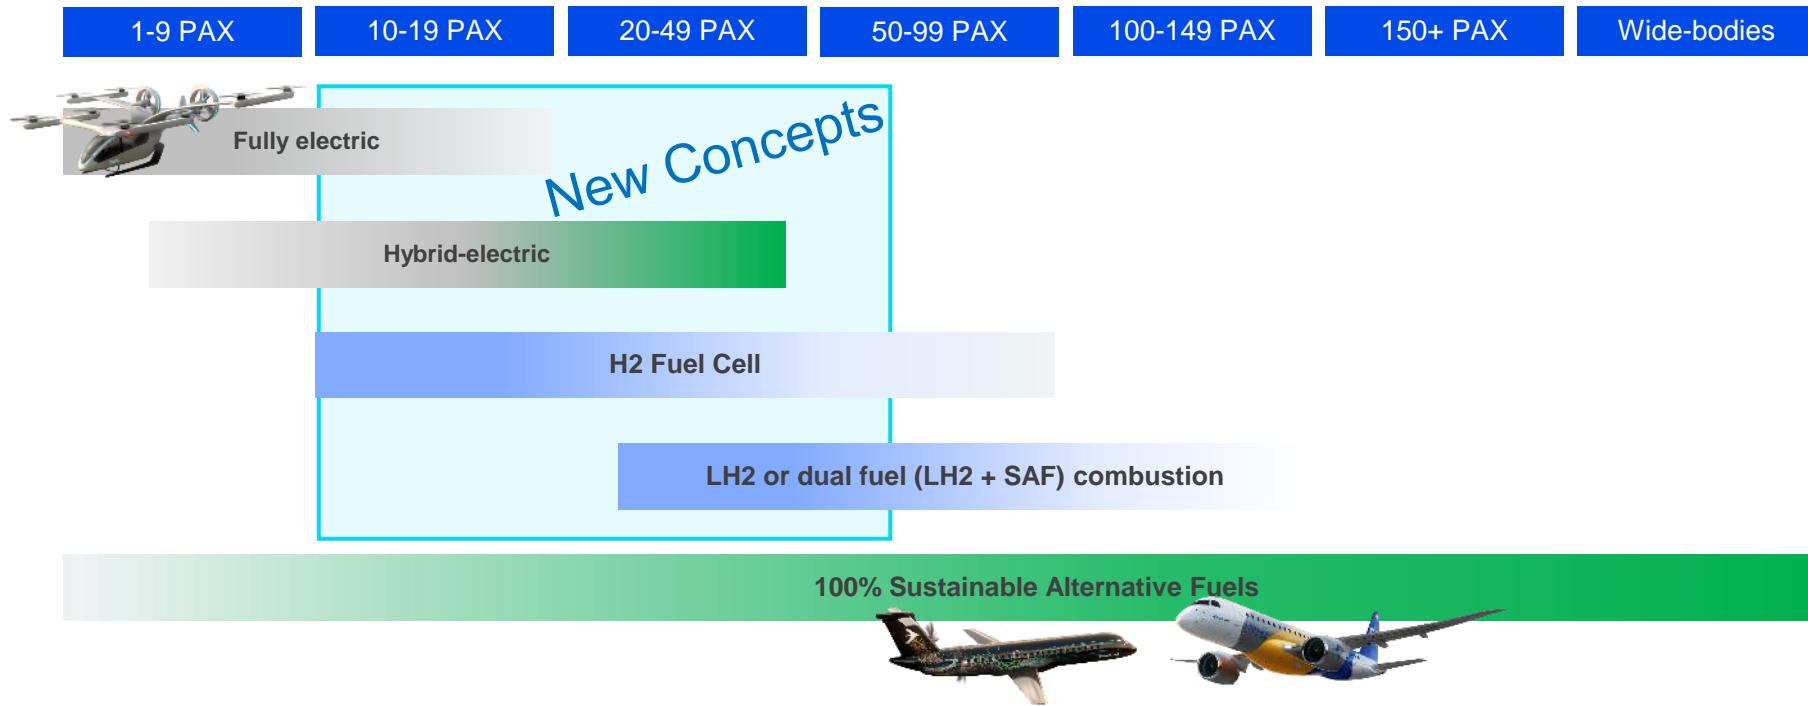 1-9 PAX
10-19 PAX
20-49 PAX
50-99 PAX
100-149 PAX
150+ PAX
Wide-bodies
New Concepts
Fully electric
Hybrid-electric
H2 Fuel Cell
LH2 or dual fuel (LH2 + SAF) combustion
100% Sustainable Alternative Fuels